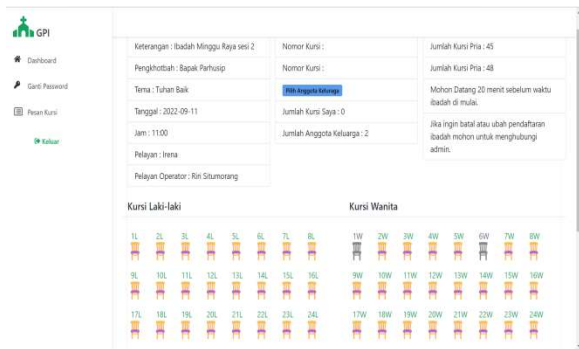 GPI
Dashboard
Ganti Password
Pesan Kursi
Keluar
Keterangan : Ibadah Minggu Raya sesi 2
Pengkhotbah : Bapak Parhusip
Tema : Tuhan Baik
Tanggal : 2022-09-11
Jam : 11:00
Pelayan : Irena
Pelayan Operator : Riri Situmorang
Nomor Kursi :
Nomor Kursi :
Pilih Anggota Keluarga
Jumlah Kursi Saya : 0
Jumlah Anggota Keluarga : 2
Jumlah Kursi Pria : 45
Jumlah Kursi Pria : 48
Mohon Datang 20 menit sebelum waktu
ibadah di mulai.
Jika ingin batal atau ubah pendaftaran
ibadah mohon untuk menghubungi
admin.
Kursi Laki-laki
1L 2L 3L 4L 5L 6L 7L 8L
9L 10L 11L 12L 13L 14L 15L 16L
17L 18L 19L 20L 21L 22L 23L 24L
Kursi Wanita
1W 2W 3W 4W 5W 6W 7W 8W
9W 10W 11W 12W 13W 14W 15W 16W
17W 18W 19W 20W 21W 22W 23W 24W